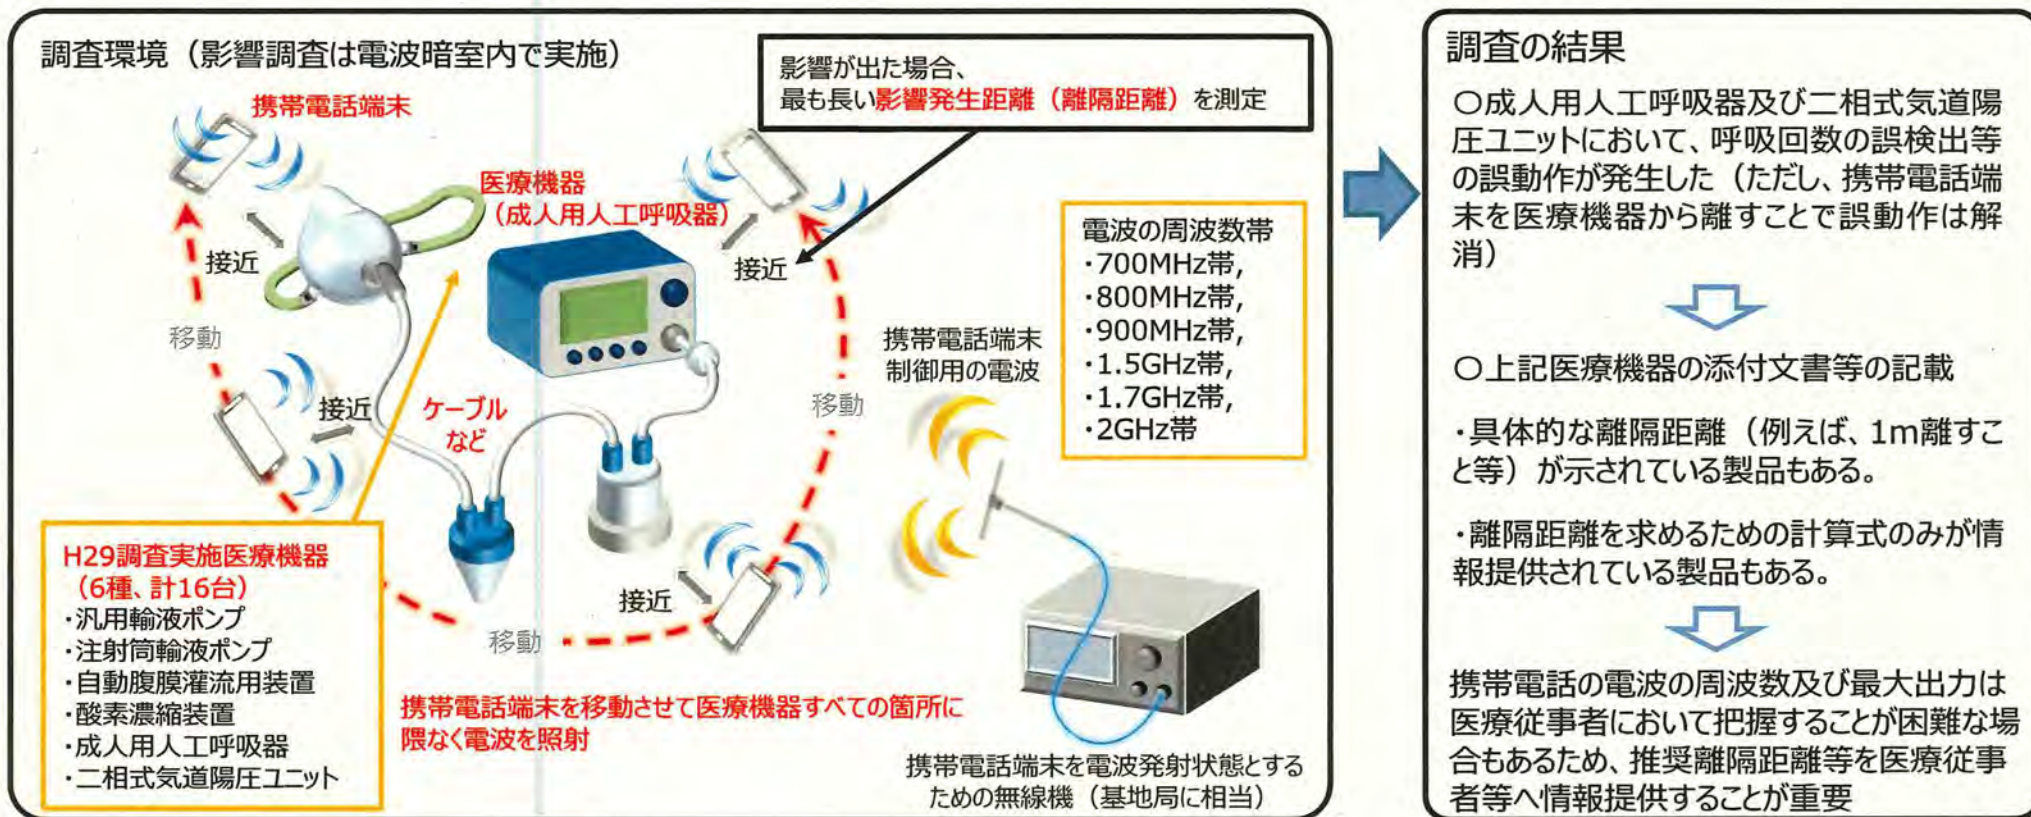 調査環境（影響調査は電波暗室内で実施）
携帯電話端末
影響が出た場合、
最も長い影響発生距離（離隔距離）を測定
医療機器
（成人用人工呼吸器）
接近
接近
移動
電波の周波数帯
・700MHz帯,
・800MHz帯,
・900MHz帯,
・1.5GHz帯,
・1.7GHz帯,
・2GHz帯
携帯電話端末
制御用の電波
移動
接近
ケーブル
など
H29調査実施医療機器
（6種、計16台）
・汎用輸液ポンプ
・注射筒輸液ポンプ
・自動腹膜灌流用装置
・酸素濃縮装置
・成人用人工呼吸器
・二相式気道陽圧ユニット
接近
移動
携帯電話端末を移動させて医療機器すべての箇所に
隈なく電波を照射
携帯電話端末を電波発射状態とする
ための無線機（基地局に相当）
調査の結果
〇成人用人工呼吸器及び二相式気道陽
圧ユニットにおいて、呼吸回数の誤検出等
の誤動作が発生した（ただし、携帯電話端
末を医療機器から離すことで誤動作は解
消）
〇上記医療機器の添付文書等の記載
・具体的な離隔距離（例えば、1m離すこ
と等）が示されている製品もある。
・離隔距離を求めるための計算式のみが情
報提供されている製品もある。
携帯電話の電波の周波数及び最大出力は
医療従事者において把握することが困難な場
合もあるため、推奨離隔距離等を医療従事
者等へ情報提供することが重要